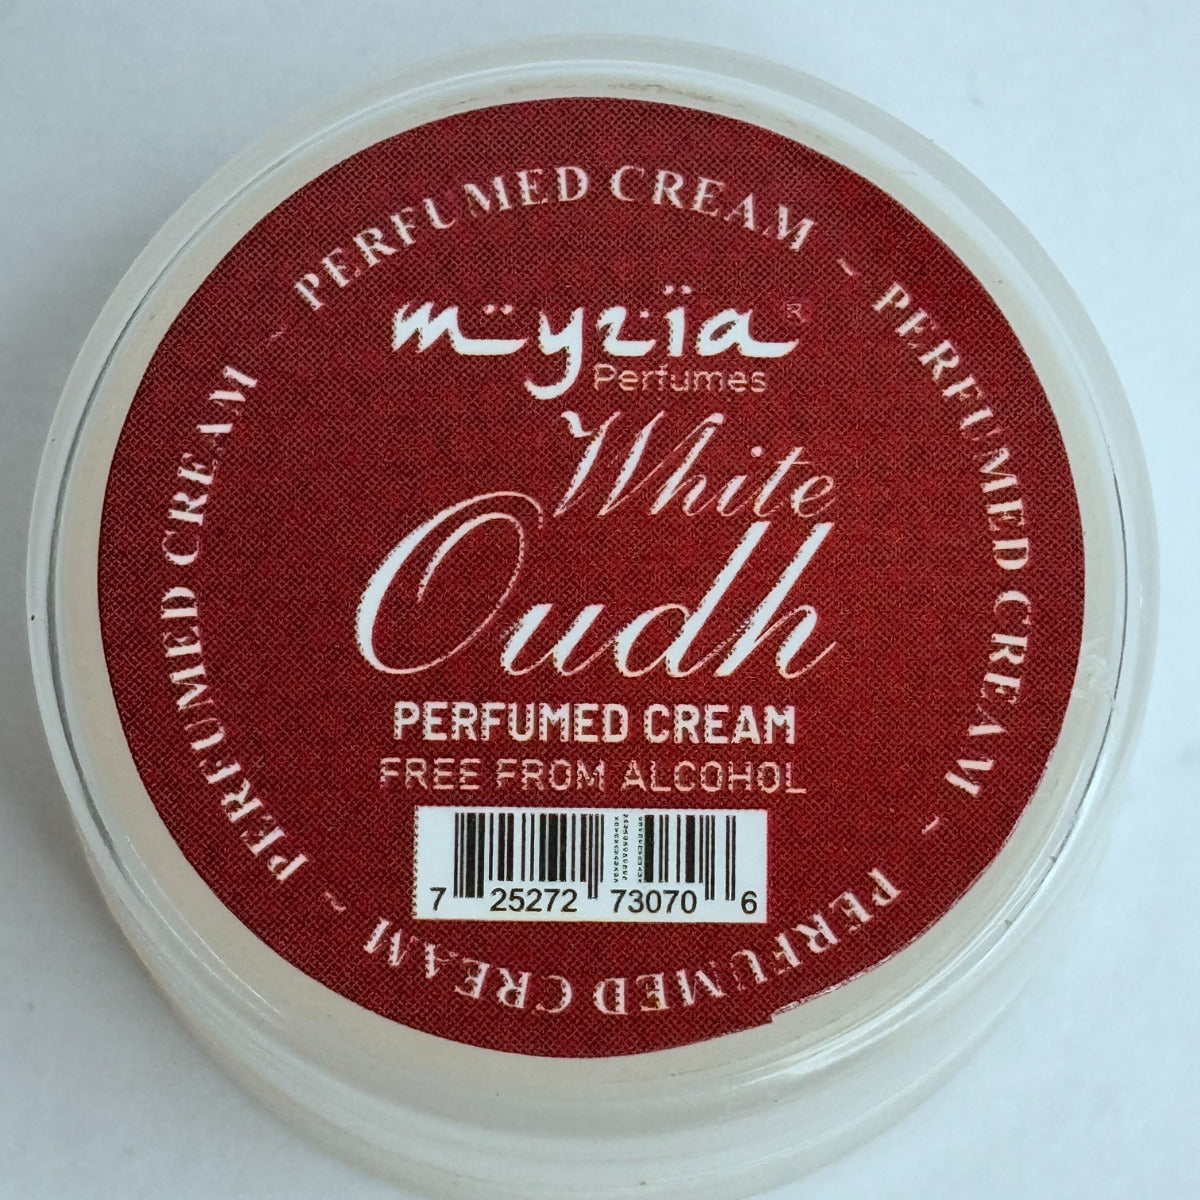 PERFUMED CREAM ~ PERFUMED CREAM ~ PERFUMED CREAM ~ PERFUMED CREAM ~
myzïa®
Perfumes
White
Oudh
PERFUMED CREAM
FREE FROM ALCOHOL
7 25272 73070 6